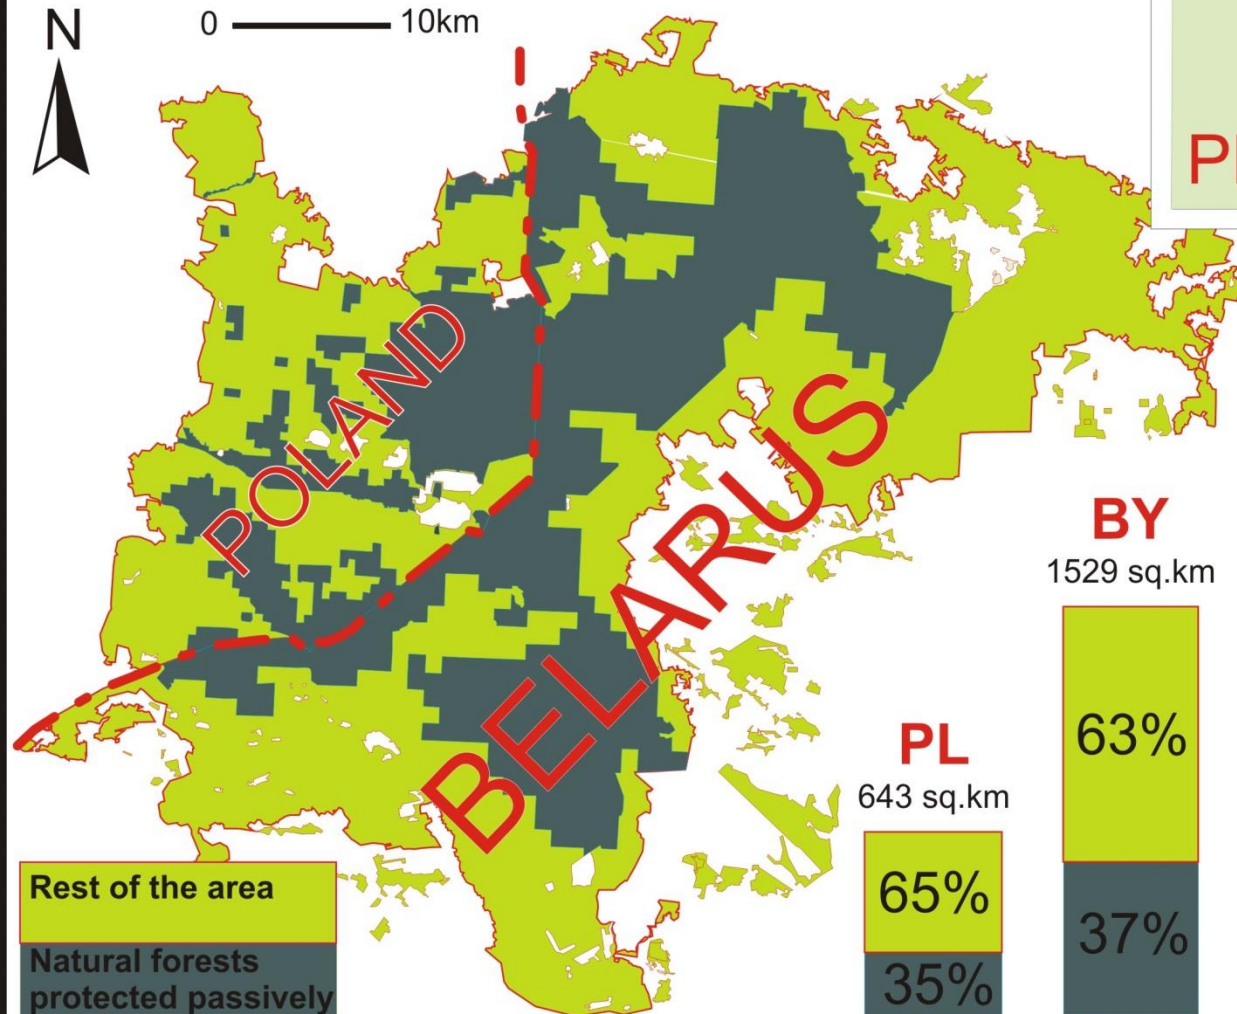 N
0 10km
POLAND
BELARUS
BY
1529 sq.km
63%
37%
PL
643 sq.km
65%
35%
Rest of the area
Natural forests
protected passively